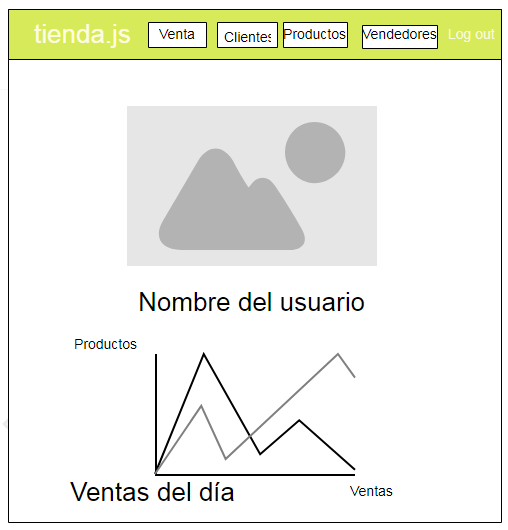 tienda.js Venta Clientes Productos Vendedores Log out
Nombre del usuario
Productos
Ventas del día
Ventas